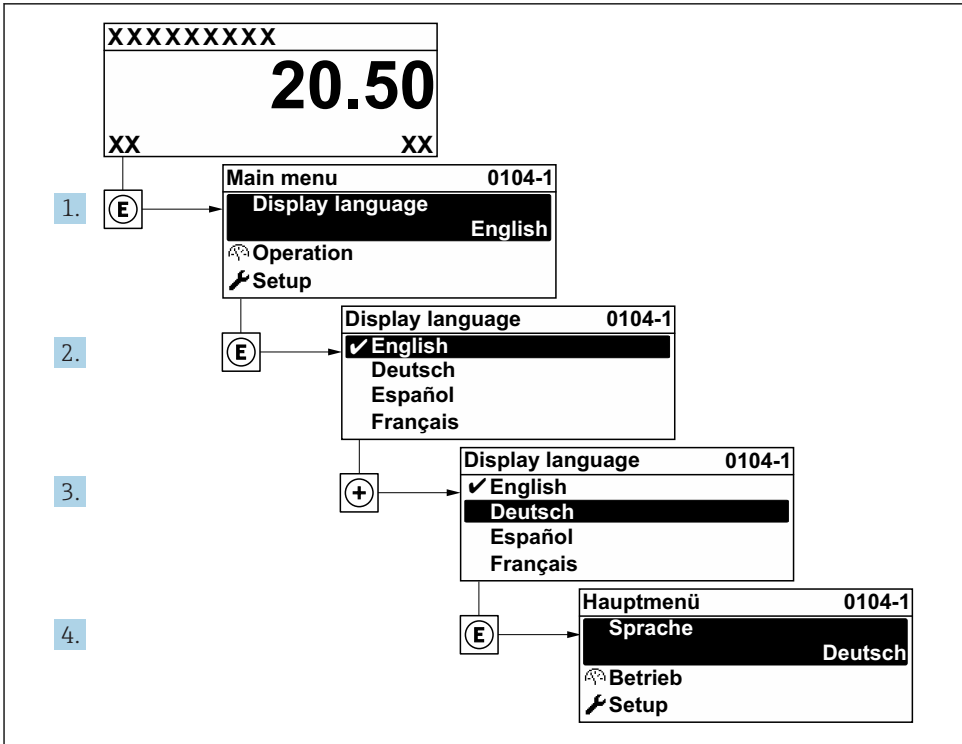 XXXXXXXXX
20.50
XX XX
1.
E
Main menu 0104-1
Display language
English
Operation
Setup
2.
E
Display language 0104-1
✔English
Deutsch
Español
Français
3.
+
Display language 0104-1
✔English
Deutsch
Español
Français
4.
E
Hauptmenü 0104-1
Sprache
Deutsch
Betrieb
Setup